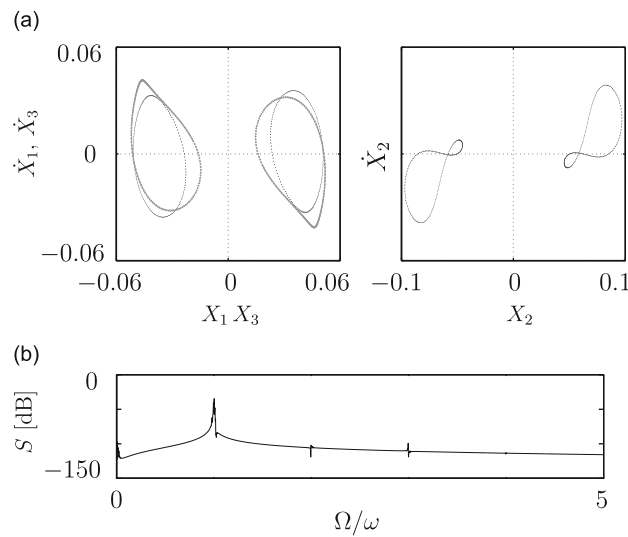 (a)
0.06
Ẋ₁, Ẋ₃
0
−0.06
−0.06 0 0.06
X₁ X₃
Ẋ₂
−0.1 0 0.1
X₂
(b)
0
S [dB]
−150
0 5
Ω/ω